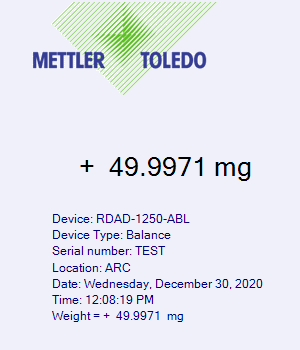 METTLER TOLEDO
+ 49.9971 mg
Device: RDAD-1250-ABL
Device Type: Balance
Serial number: TEST
Location: ARC
Date: Wednesday, December 30, 2020
Time: 12:08:19 PM
Weight = + 49.9971 mg